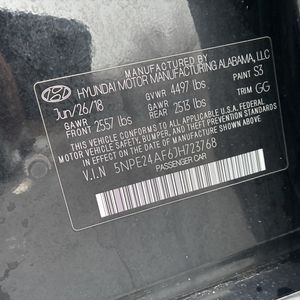 MANUFACTURED BY
HYUNDAI MOTOR MANUFACTURING ALABAMA, LLC
Jun/26/18 GVWR 4497 lbs PAINT S3
GAWR FRONT 2557 lbs GAWR REAR 2513 lbs TRIM GG
THIS VEHICLE CONFORMS TO ALL APPLICABLE U.S.A. FEDERAL
MOTOR VEHICLE SAFETY, BUMPER, AND THEFT PREVENTION
STANDARDS IN EFFECT ON THE DATE OF MANUFACTURE SHOWN ABOVE.
V.I.N 5NPE24AF6JH723768
PASSENGER CAR